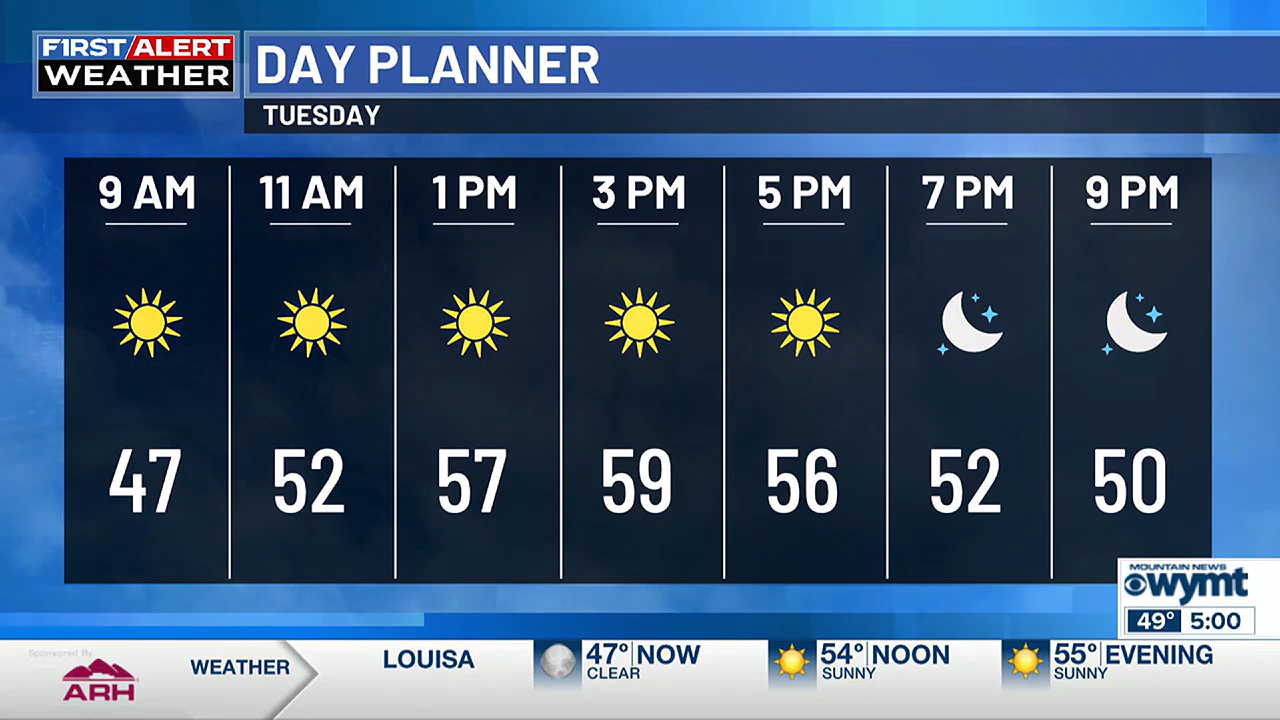 F1RST/ALERT
WEATHER
DAY PLANNER
TUESDAY
9 AM 11 AM 1 PM 3 PM 5 PM 7 PM 9 PM
47 52 57 59 56 52 50
MOUNTAIN NEWS
wymt
49° 5:00
Sponsored By
ARH
WEATHER
LOUISA
47° NOW
CLEAR
54° NOON
SUNNY
55° EVENING
SUNNY